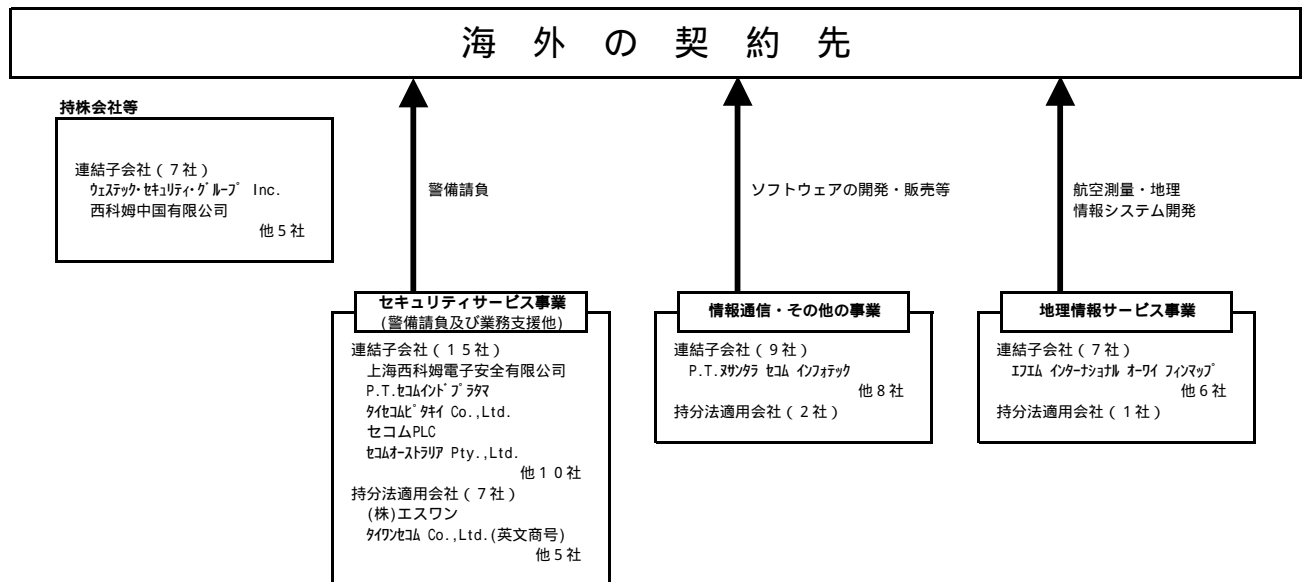 海外の契約先
持株会社等
連結子会社(7社)
ウェステック・セキュリティ・グループ Inc.
西科姆中国有限公司
他5社
警備請負
ソフトウェアの開発・販売等
航空測量・地理
情報システム開発
セキュリティサービス事業
(警備請負及び業務支援他)
連結子会社(15社)
上海西科姆電子安全有限公司
P.T.セコムインドプラタマ
タイセコムピタキイ Co.,Ltd.
セコムPLC
セコムオーストラリア Pty.,Ltd.
他10社
持分法適用会社(7社)
(株)エスワン
タイワンセコム Co.,Ltd.(英文商号)
他5社
情報通信・その他の事業
連結子会社(9社)
P.T.ヌサンタラ セコム インフォテック
他8社
持分法適用会社(2社)
地理情報サービス事業
連結子会社(7社)
エフエム インターナショナル オーワイ フィンマップ
他6社
持分法適用会社(1社)